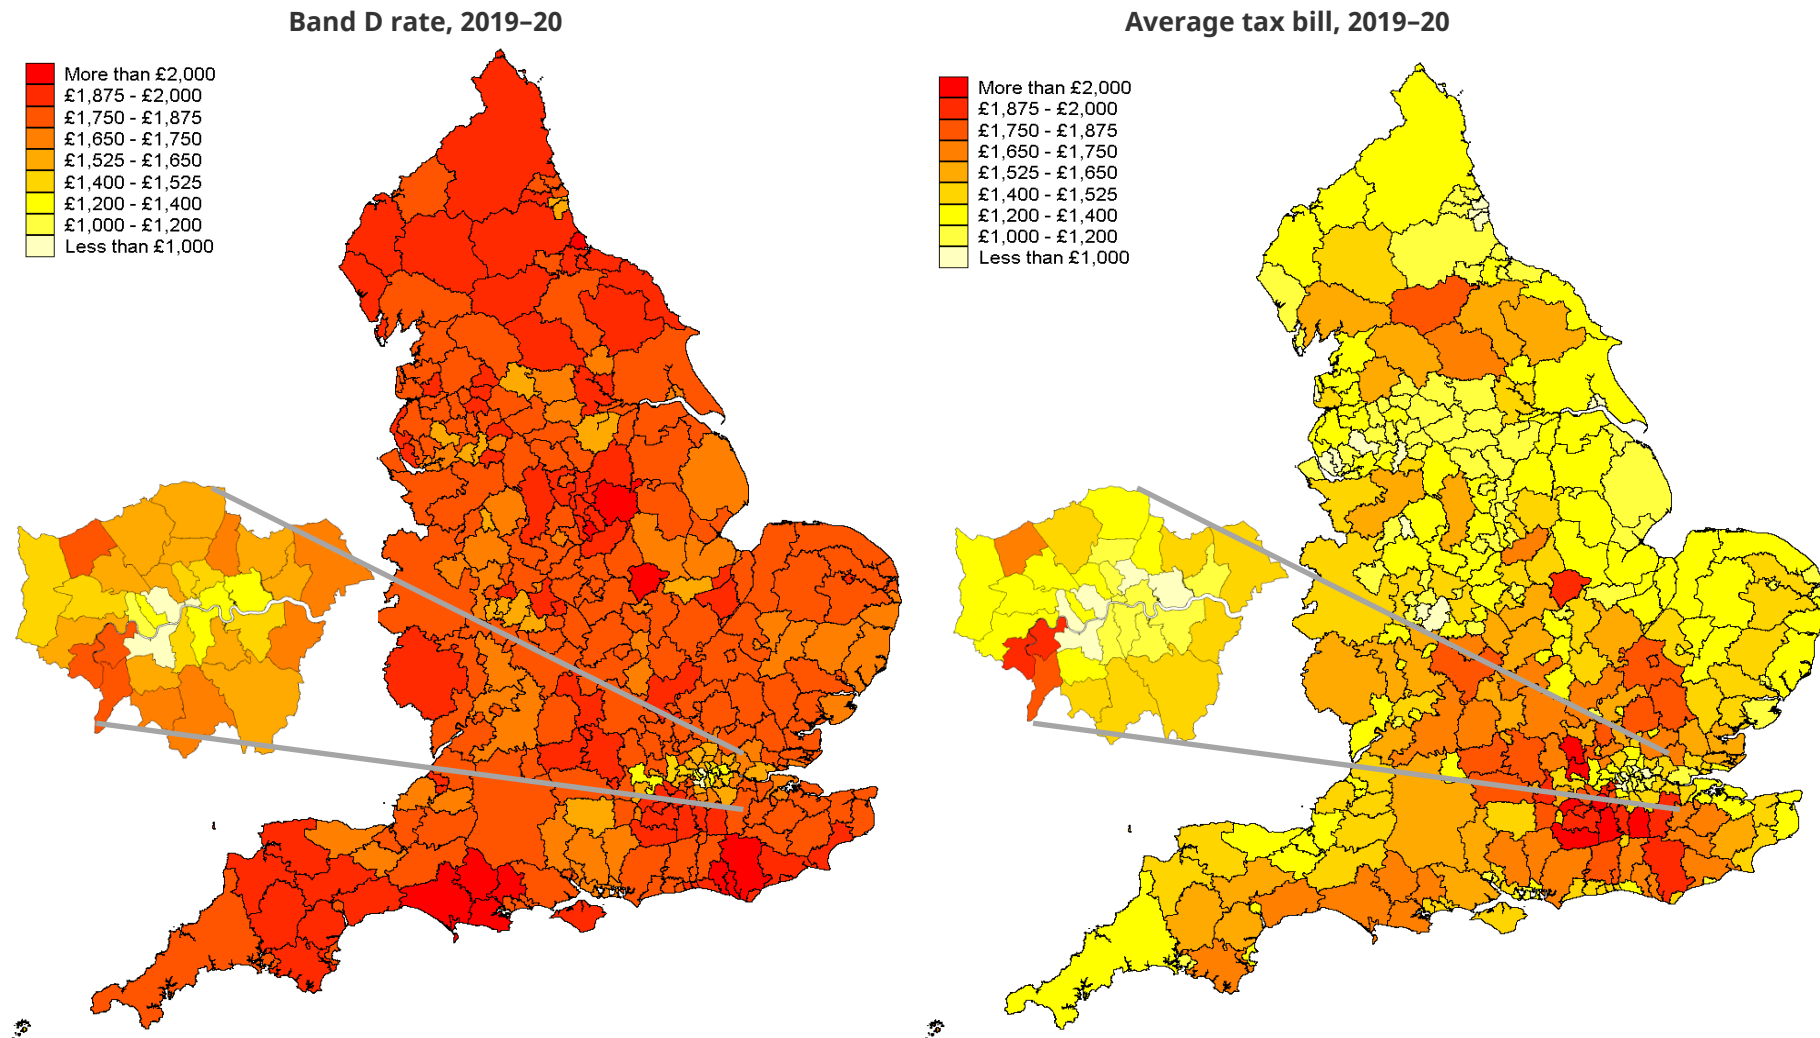 Band D rate, 2019–20
More than £2,000
£1,875 - £2,000
£1,750 - £1,875
£1,650 - £1,750
£1,525 - £1,650
£1,400 - £1,525
£1,200 - £1,400
£1,000 - £1,200
Less than £1,000
Average tax bill, 2019–20
More than £2,000
£1,875 - £2,000
£1,750 - £1,875
£1,650 - £1,750
£1,525 - £1,650
£1,400 - £1,525
£1,200 - £1,400
£1,000 - £1,200
Less than £1,000